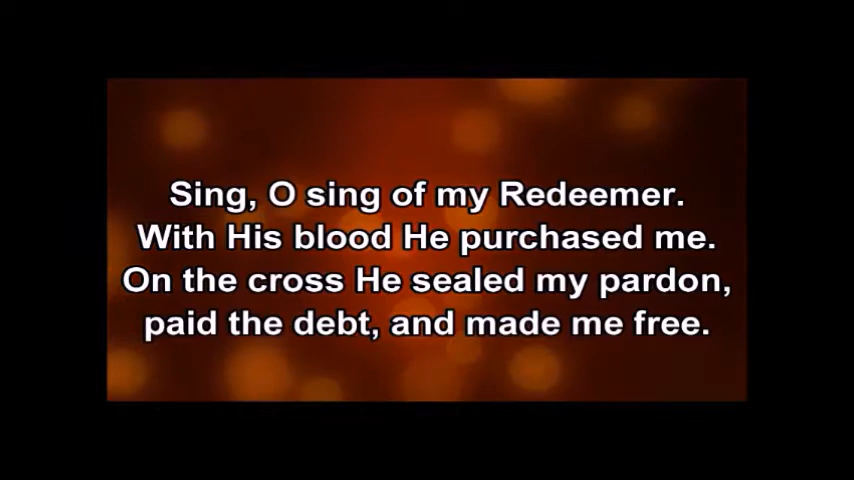 Sing, O sing of my Redeemer.
With His blood He purchased me.
On the cross He sealed my pardon,
paid the debt, and made me free.